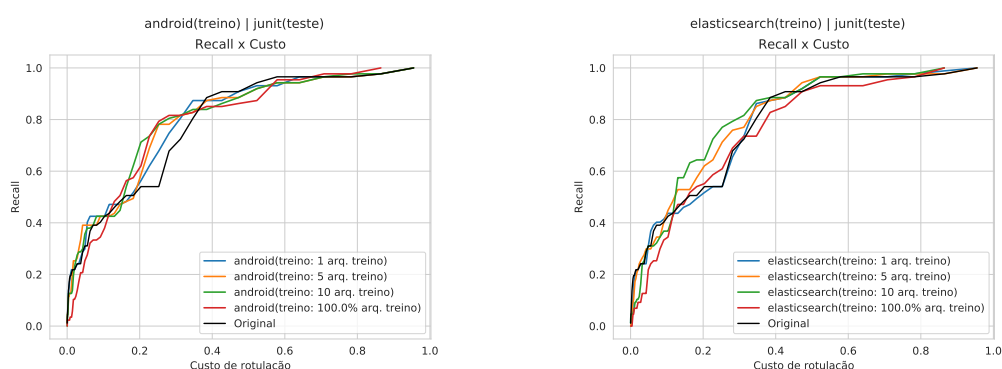 android(treino) | junit(teste)
Recall x Custo
1.0
0.8
0.6
0.4
0.2
0.0
Recall
android(treino: 1 arq. treino)
android(treino: 5 arq. treino)
android(treino: 10 arq. treino)
android(treino: 100.0% arq. treino)
Original
0.0 0.2 0.4 0.6 0.8 1.0
Custo de rotulação
elasticsearch(treino) | junit(teste)
Recall x Custo
1.0
0.8
0.6
0.4
0.2
0.0
Recall
elasticsearch(treino: 1 arq. treino)
elasticsearch(treino: 5 arq. treino)
elasticsearch(treino: 10 arq. treino)
elasticsearch(treino: 100.0% arq. treino)
Original
0.0 0.2 0.4 0.6 0.8 1.0
Custo de rotulação